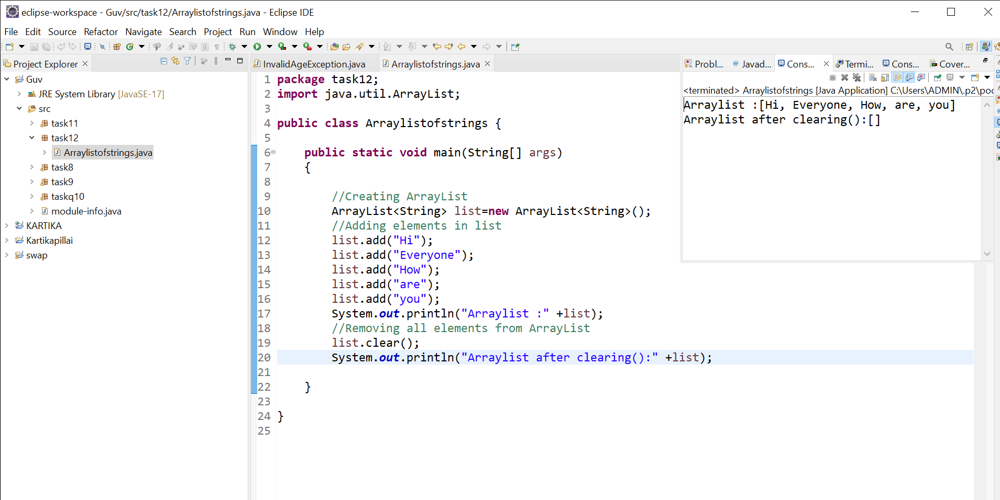 eclipse-workspace - Guv/src/task12/Arraylistofstrings.java - Eclipse IDE
File Edit Source Refactor Navigate Search Project Run Window Help
Project Explorer
Guv
JRE System Library [JavaSE-17]
src
task11
task12
Arraylistofstrings.java
task8
task9
taskq10
module-info.java
KARTIKA
Kartikapillai
swap
InvalidAgeException.java Arraylistofstrings.java
1 package task12;
2 import java.util.ArrayList;
3
4 public class Arraylistofstrings {
5
6 public static void main(String[] args)
7 {
8
9 //Creating ArrayList
10 ArrayList<String> list=new ArrayList<String>();
11 //Adding elements in list
12 list.add("Hi");
13 list.add("Everyone");
14 list.add("How");
15 list.add("are");
16 list.add("you");
17 System.out.println("Arraylist :" +list);
18 //Removing all elements from ArrayList
19 list.clear();
20 System.out.println("Arraylist after clearing():" +list);
21
22 }
23
24 }
25
Probl... Javad... Cons... Termi... Cons... Cover...
<terminated> Arraylistofstrings [Java Application] C:\Users\ADMIN\.p2\poo
Arraylist :[Hi, Everyone, How, are, you]
Arraylist after clearing():[]